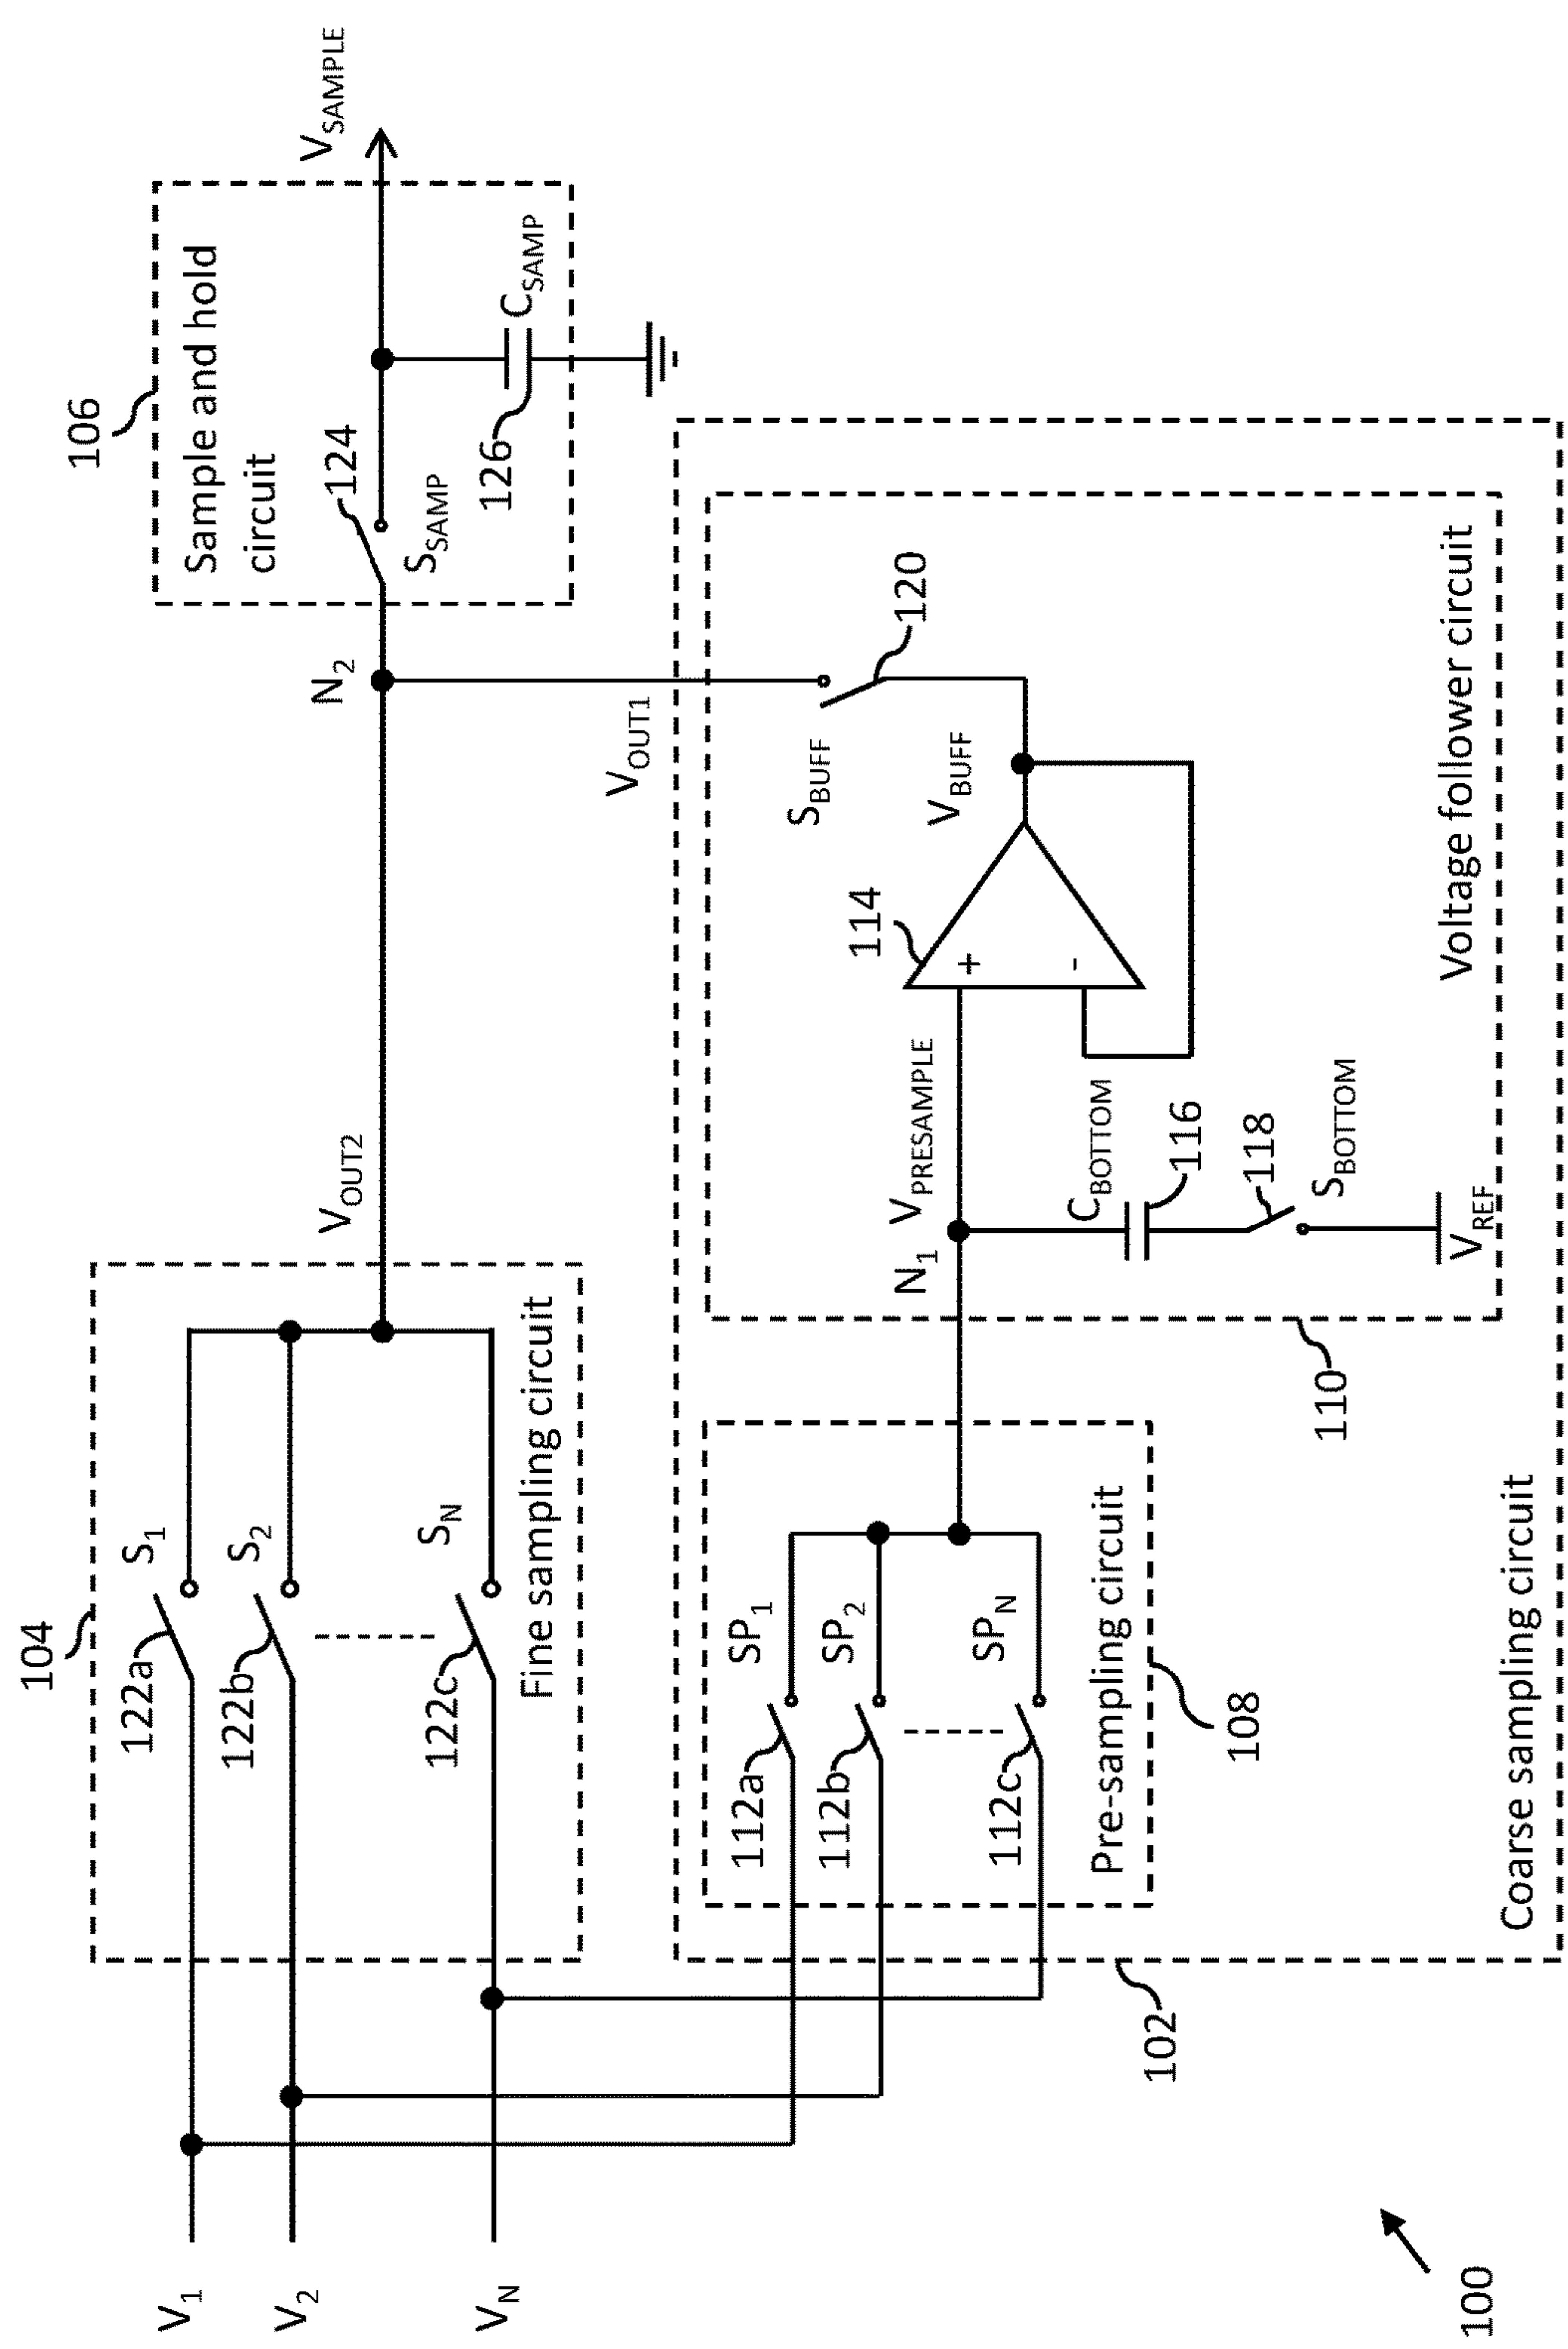 104
106
V1
V2
VN
122a
S1
122b
S2
122c
SN
Fine sampling circuit
VOUT2
N2
Sample and hold
circuit
124
SSAMP
126
CSAMP
VSAMPLE
VOUT1
112a
SP1
112b
SP2
112c
SPN
Pre-sampling circuit
108
N1
VPRESAMPLE
CBOTTOM
116
118
SBOTTOM
VREF
114
+
-
VBUFF
SBUFF
120
Voltage follower circuit
110
Coarse sampling circuit
102
100